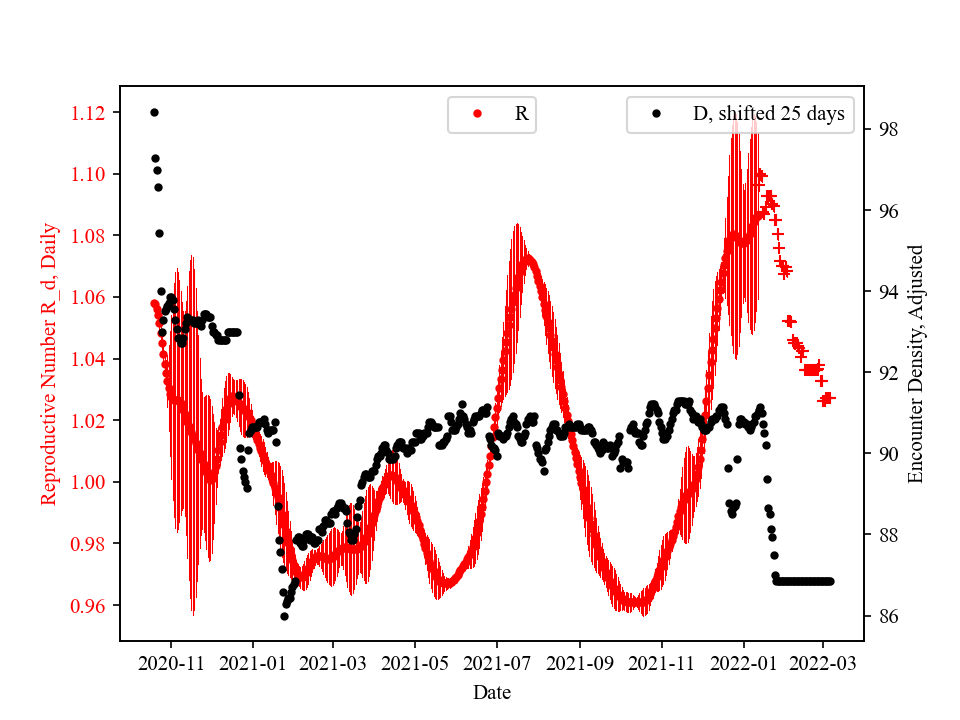 R
D, shifted 25 days
1.12
1.10
1.08
1.06
1.04
1.02
1.00
0.98
0.96
Reproductive Number R_d, Daily
98
96
94
92
90
88
86
Encounter Density, Adjusted
2020-11 2021-01 2021-03 2021-05 2021-07 2021-09 2021-11 2022-01 2022-03
Date